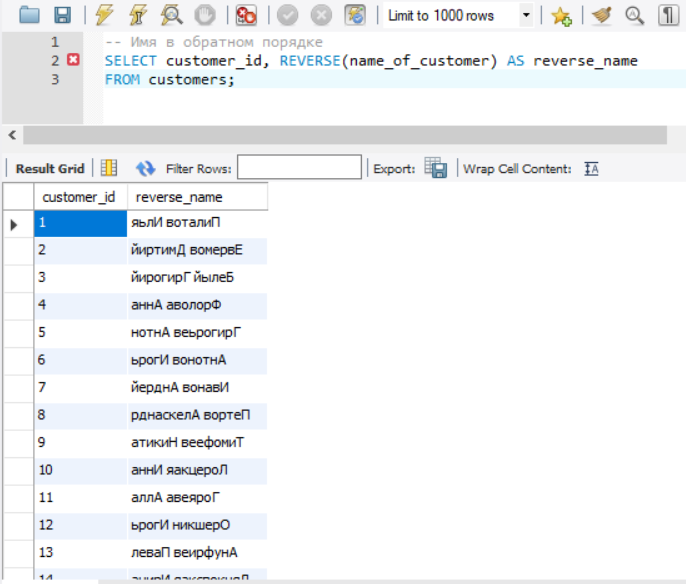 Limit to 1000 rows
1 -- Имя в обратном порядке
2 SELECT customer_id, REVERSE(name_of_customer) AS reverse_name
3 FROM customers;
Result Grid Filter Rows: Export: Wrap Cell Content:
customer_id reverse_name
1 яьлИ воталиП
2 йиртимД вомервЕ
3 йирогирГ йылеБ
4 аннА аволорФ
5 нотнА веьрогирГ
6 ьрогИ вонотнА
7 йерднА вонавИ
8 рднаскелА вортеП
9 атикиН веефомиТ
10 аннИ яакцероЛ
11 аллА авеяроГ
12 ьрогИ никшерО
13 леваП веирфунА
14